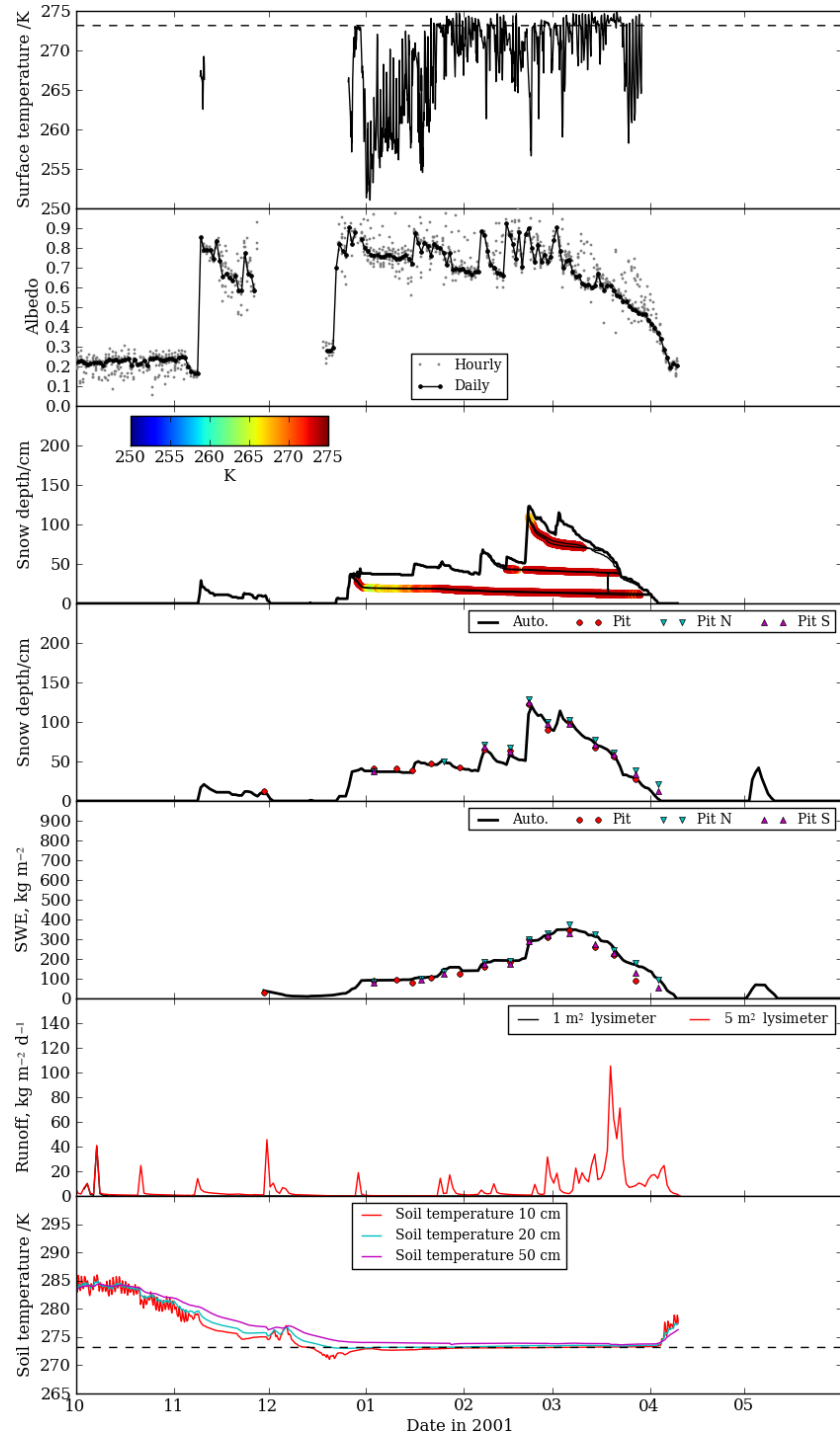 275
270
265
260
255
250
Surface temperature /K
0.9
0.8
0.7
0.6
0.5
0.4
0.3
0.2
0.1
0.0
Albedo
Hourly
Daily
200
150
100
50
0
Snow depth/cm
250 255 260 265 270 275
K
200
150
100
50
0
Snow depth/cm
Auto. Pit Pit N Pit S
900
800
700
600
500
400
300
200
100
0
SWE, kg m⁻²
Auto. Pit Pit N Pit S
140
120
100
80
60
40
20
0
Runoff, kg m⁻² d⁻¹
1 m² lysimeter 5 m² lysimeter
295
290
285
280
275
270
265
Soil temperature /K
Soil temperature 10 cm
Soil temperature 20 cm
Soil temperature 50 cm
10 11 12 01 02 03 04 05
Date in 2001